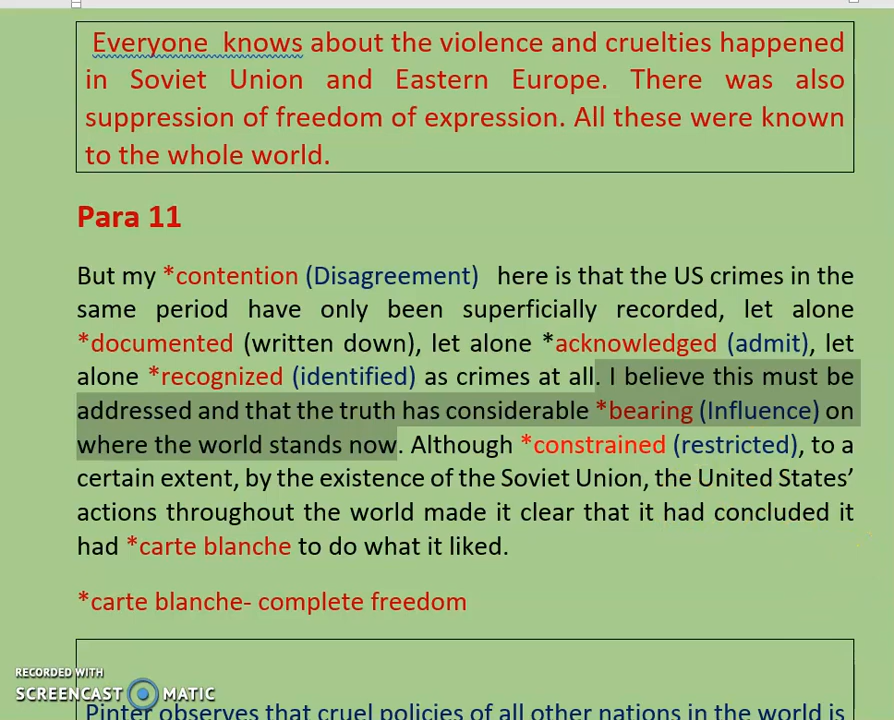 Everyone knows about the violence and cruelties happened
in Soviet Union and Eastern Europe. There was also
suppression of freedom of expression. All these were known
to the whole world.
Para 11
But my *contention (Disagreement) here is that the US crimes in the
same period have only been superficially recorded, let alone
*documented (written down), let alone *acknowledged (admit), let
alone *recognized (identified) as crimes at all. I believe this must be
addressed and that the truth has considerable *bearing (Influence) on
where the world stands now. Although *constrained (restricted), to a
certain extent, by the existence of the Soviet Union, the United States’
actions throughout the world made it clear that it had concluded it
had *carte blanche to do what it liked.
*carte blanche- complete freedom
RECORDED WITH
SCREENCAST MATIC
Pinter observes that cruel policies of all other nations in the world is